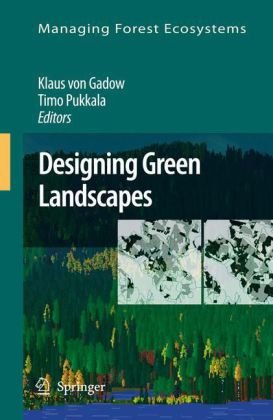 Managing Forest Ecosystems
Klaus von Gadow
Timo Pukkala
Editors
Designing Green
Landscapes
Springer